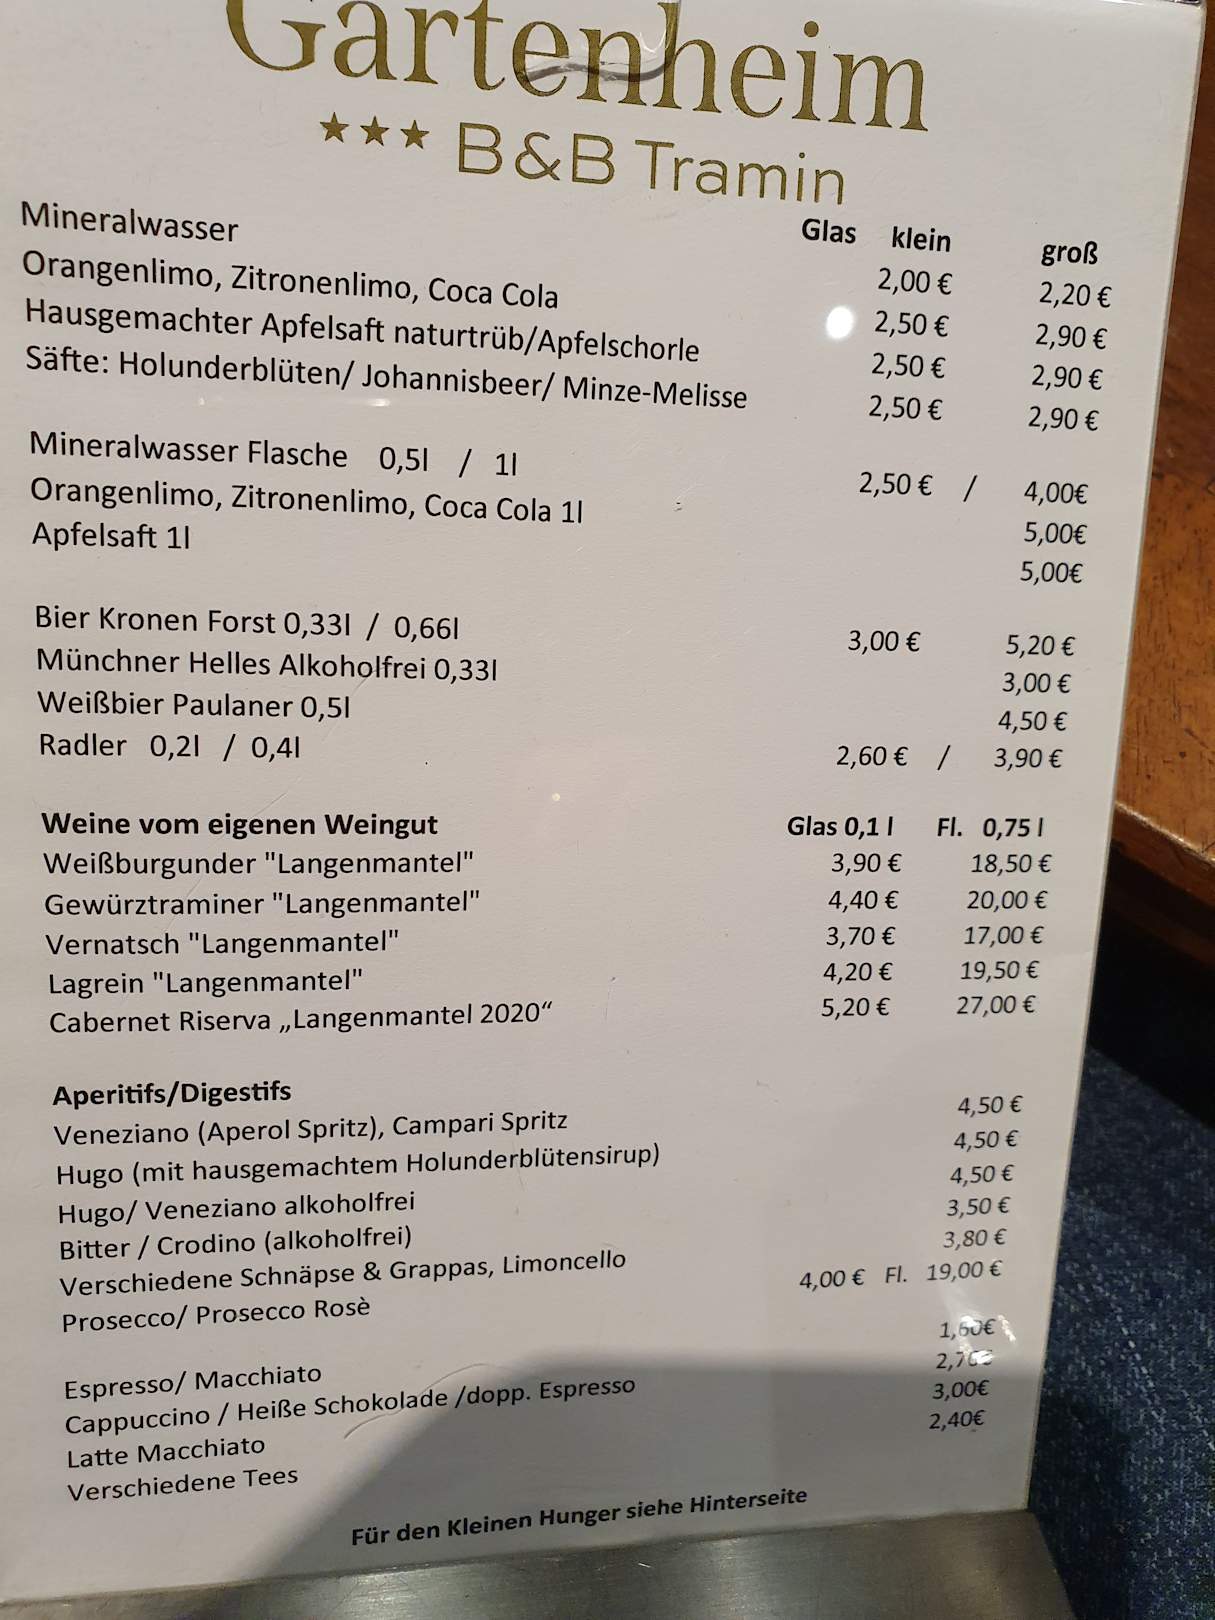 Gartenheim
*** B&B Tramin
Glas klein groß
Mineralwasser 2,00 € 2,20 €
Orangenlimo, Zitronenlimo, Coca Cola 2,50 € 2,90 €
Hausgemachter Apfelsaft naturtrüb/Apfelschorle 2,50 € 2,90 €
Säfte: Holunderblüten/ Johannisbeer/ Minze-Melisse 2,50 € 2,90 €
Mineralwasser Flasche 0,5l / 1l 2,50 € / 4,00€
Orangenlimo, Zitronenlimo, Coca Cola 1l 5,00€
Apfelsaft 1l 5,00€
Bier Kronen Forst 0,33l / 0,66l 3,00 € 5,20 €
Münchner Helles Alkoholfrei 0,33l 3,00 €
Weißbier Paulaner 0,5l 4,50 €
Radler 0,2l / 0,4l 2,60 € / 3,90 €
Weine vom eigenen Weingut Glas 0,1 l Fl. 0,75 l
Weißburgunder "Langenmantel" 3,90 € 18,50 €
Gewürztraminer "Langenmantel" 4,40 € 20,00 €
Vernatsch "Langenmantel" 3,70 € 17,00 €
Lagrein "Langenmantel" 4,20 € 19,50 €
Cabernet Riserva „Langenmantel 2020“ 5,20 € 27,00 €
Aperitifs/Digestifs
Veneziano (Aperol Spritz), Campari Spritz 4,50 €
Hugo (mit hausgemachtem Holunderblütensirup) 4,50 €
Hugo/ Veneziano alkoholfrei 4,50 €
Bitter / Crodino (alkoholfrei) 3,50 €
Verschiedene Schnäpse & Grappas, Limoncello 3,80 €
Prosecco/ Prosecco Rosè 4,00 € Fl. 19,00 €
Espresso/ Macchiato 1,60€
Cappuccino / Heiße Schokolade /dopp. Espresso
Latte Macchiato 3,00€
Verschiedene Tees 2,40€
Für den Kleinen Hunger siehe Hinterseite